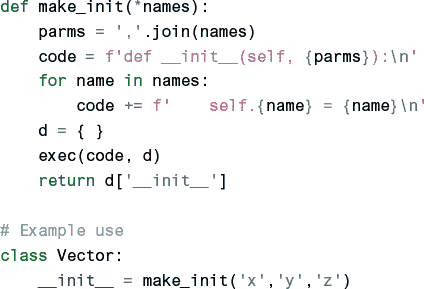 def make_init(*names):
    parms = ','.join(names)
    code = f'def __init__(self, {parms}):\n'
    for name in names:
        code += f'    self.{name} = {name}\n'
    d = { }
    exec(code, d)
    return d['__init__']

# Example use
class Vector:
    __init__ = make_init('x','y','z')